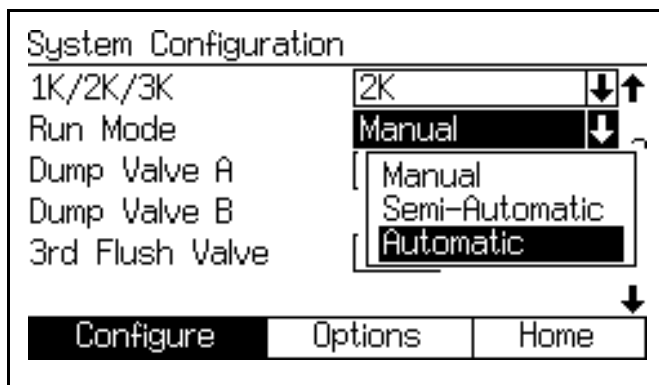 System Configuration
1K/2K/3K 2K
Run Mode Manual
Dump Valve A Manual
Dump Valve B Semi-Automatic
3rd Flush Valve Automatic
Configure Options Home